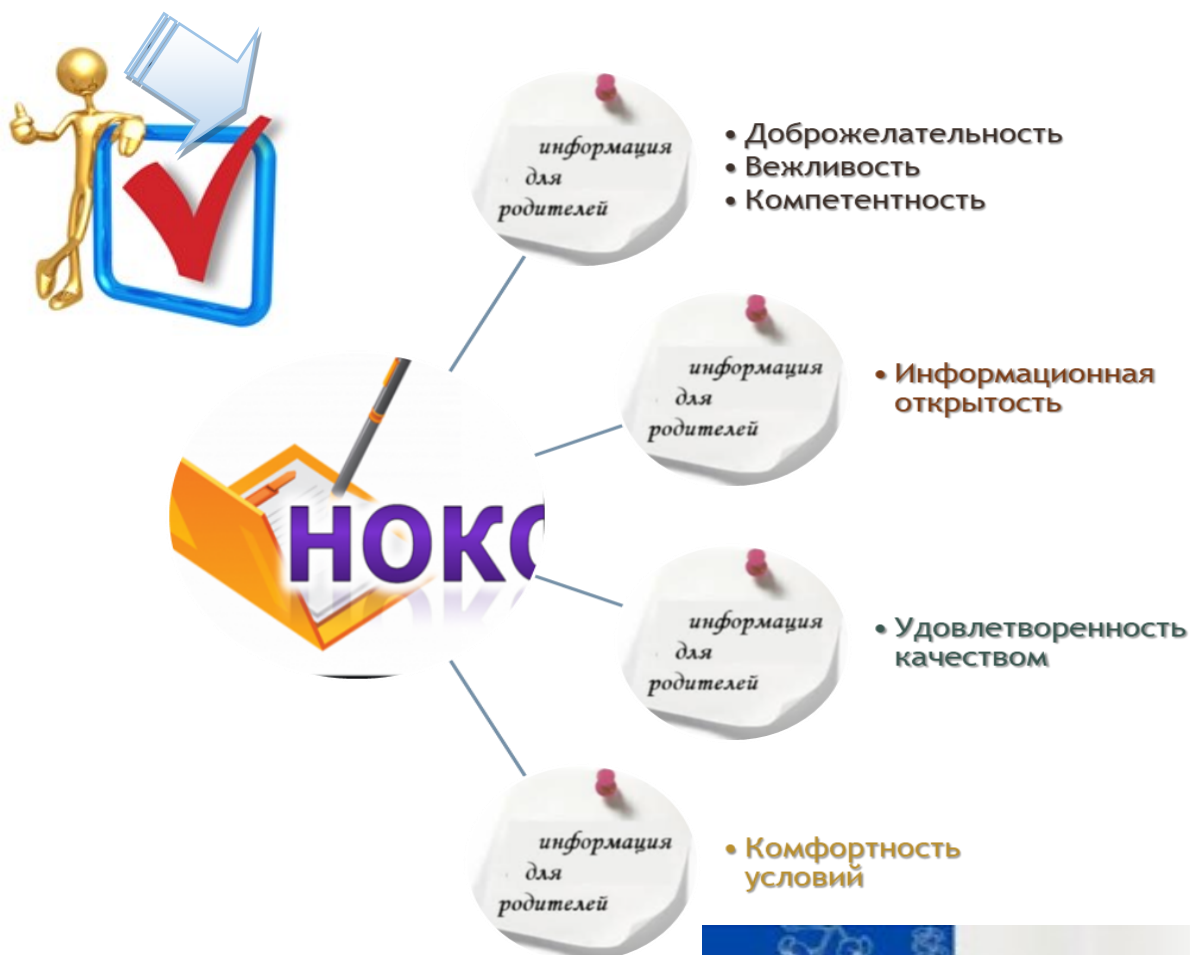 информация
для
родителей
• Доброжелательность
• Вежливость
• Компетентность
информация
для
родителей
• Информационная
открытость
НОКО
информация
для
родителей
• Удовлетворенность
качеством
информация
для
родителей
• Комфортность
условий